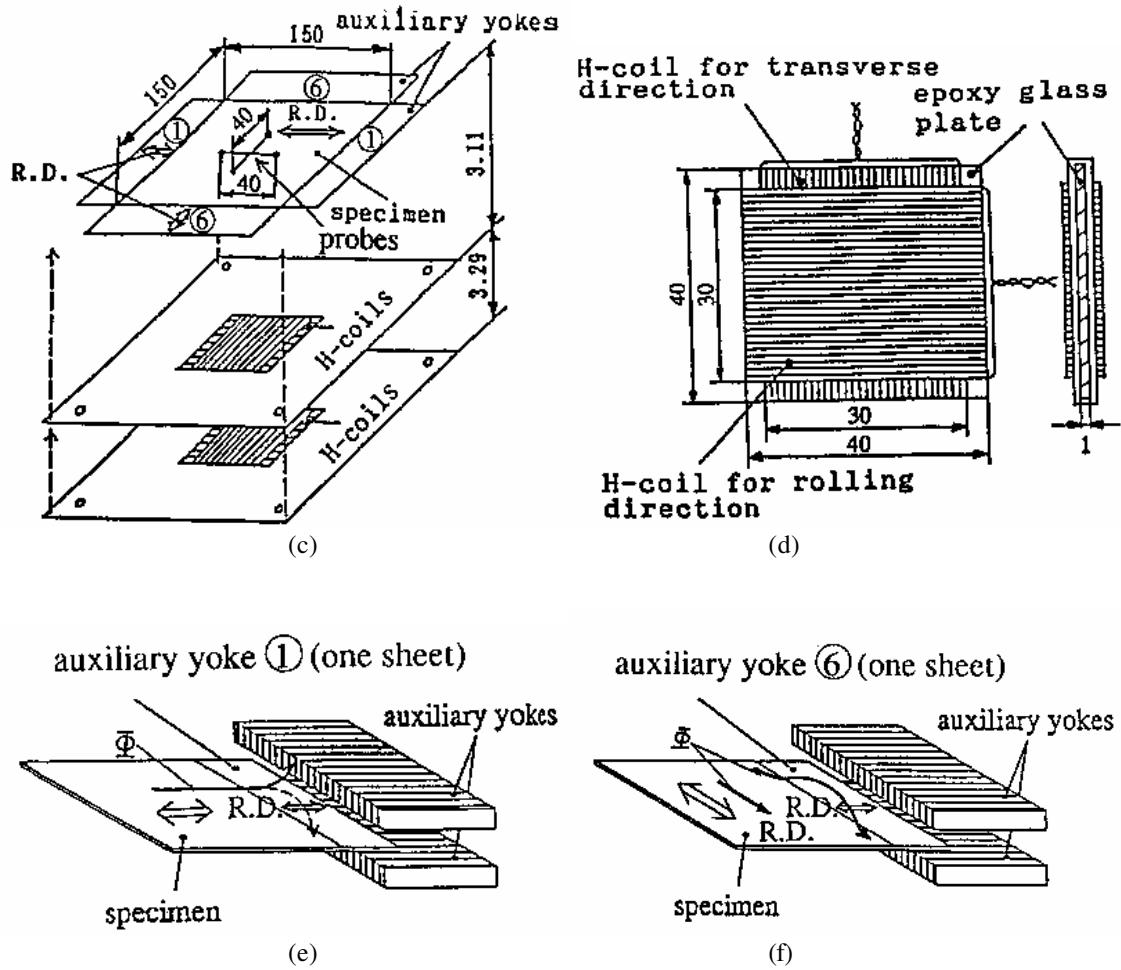 auxiliary yokes
150
150
⑥
R.D.
40
①
①
R.D.
40
⑥
specimen
probes
3.11
3.29
H-coils
H-coils
(c)
H-coil for transverse
direction
epoxy glass
plate
40
30
30
40
1
H-coil for rolling
direction
(d)
auxiliary yoke ① (one sheet)
auxiliary yokes
Φ
R.D.
specimen
(e)
auxiliary yoke ⑥ (one sheet)
auxiliary yokes
Φ
R.D.
R.D.
specimen
(f)